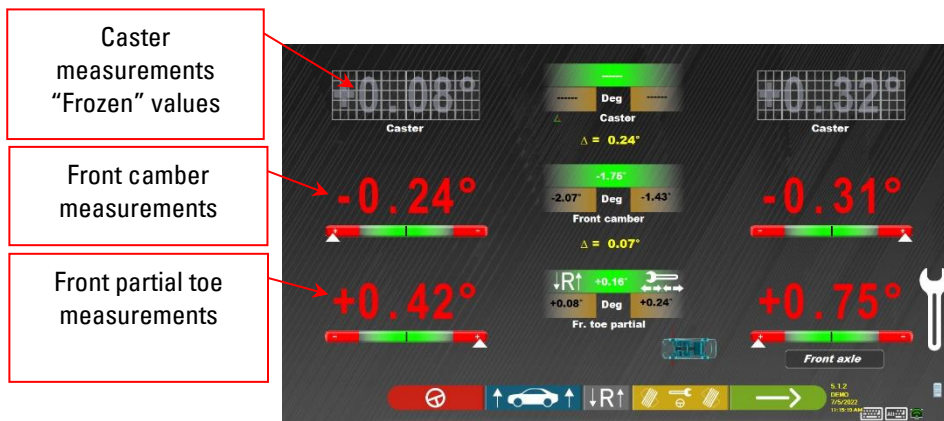 Caster
measurements
“Frozen” values
Front camber
measurements
Front partial toe
measurements
+0.08°
Caster
-----
------ Deg ------
Caster
Δ = 0.24°
+0.32°
Caster
-0.24°
+ -
-1.75°
-2.07° Deg -1.43°
Front camber
Δ = 0.07°
-0.31°
+ -
+0.42°
- +
↓R↑ +0.16°
+0.08° Deg +0.24°
Fr. toe partial
+0.75°
- +
Front axle
↓R↑
5.1.2
DEMO
7/5/2022